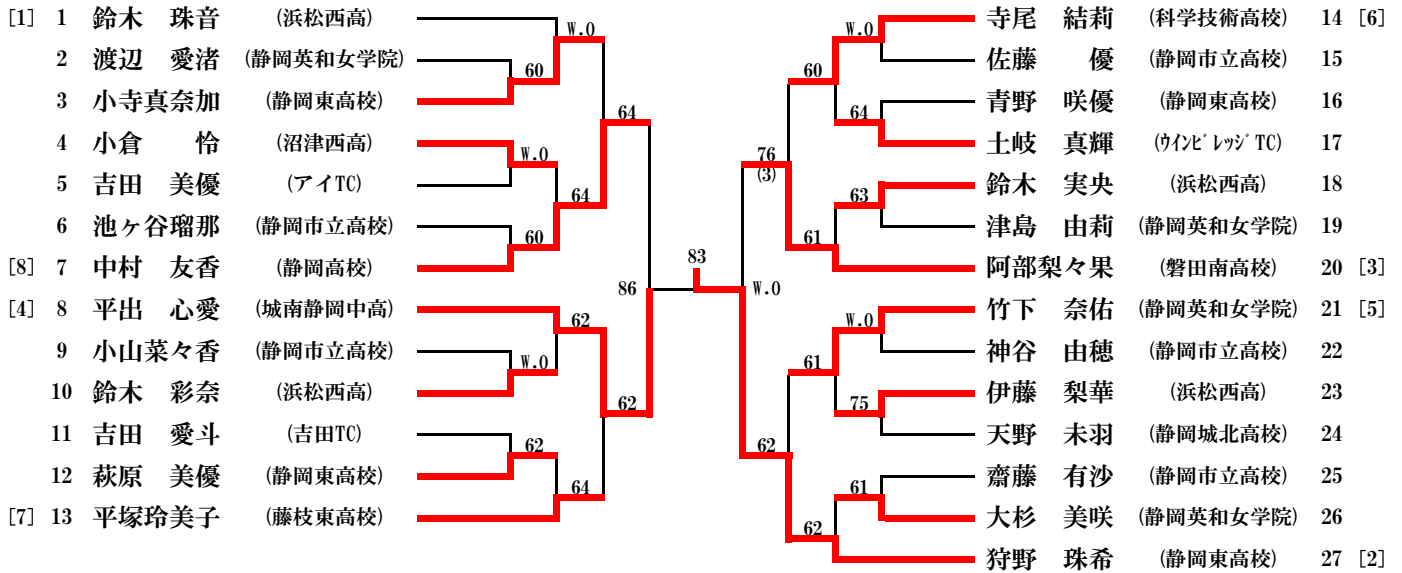 [1] 1 鈴木 珠音 (浜松西高)
2 渡辺 愛渚 (静岡英和女学院)
3 小寺真奈加 (静岡東高校)
4 小倉 怜 (沼津西高)
5 吉田 美優 (アイTC)
6 池ヶ谷瑠那 (静岡市立高校)
[8] 7 中村 友香 (静岡高校)
[4] 8 平出 心愛 (城南静岡中高)
9 小山菜々香 (静岡市立高校)
10 鈴木 彩奈 (浜松西高)
11 吉田 愛斗 (吉田TC)
12 萩原 美優 (静岡東高校)
[7] 13 平塚玲美子 (藤枝東高校)
W.0
60
64
W.0
64
60
86
62
W.0
62
62
64
83
W.0
60
64
76
(3)
63
61
W.0
W.0
61
75
62
61
62
寺尾 結莉 (科学技術高校) 14 [6]
佐藤 優 (静岡市立高校) 15
青野 咲優 (静岡東高校) 16
土岐 真輝 (ウインビレッジTC) 17
鈴木 実央 (浜松西高) 18
津島 由莉 (静岡英和女学院) 19
阿部梨々果 (磐田南高校) 20 [3]
竹下 奈佑 (静岡英和女学院) 21 [5]
神谷 由穂 (静岡市立高校) 22
伊藤 梨華 (浜松西高) 23
天野 未羽 (静岡城北高校) 24
齋藤 有沙 (静岡市立高校) 25
大杉 美咲 (静岡英和女学院) 26
狩野 珠希 (静岡東高校) 27 [2]